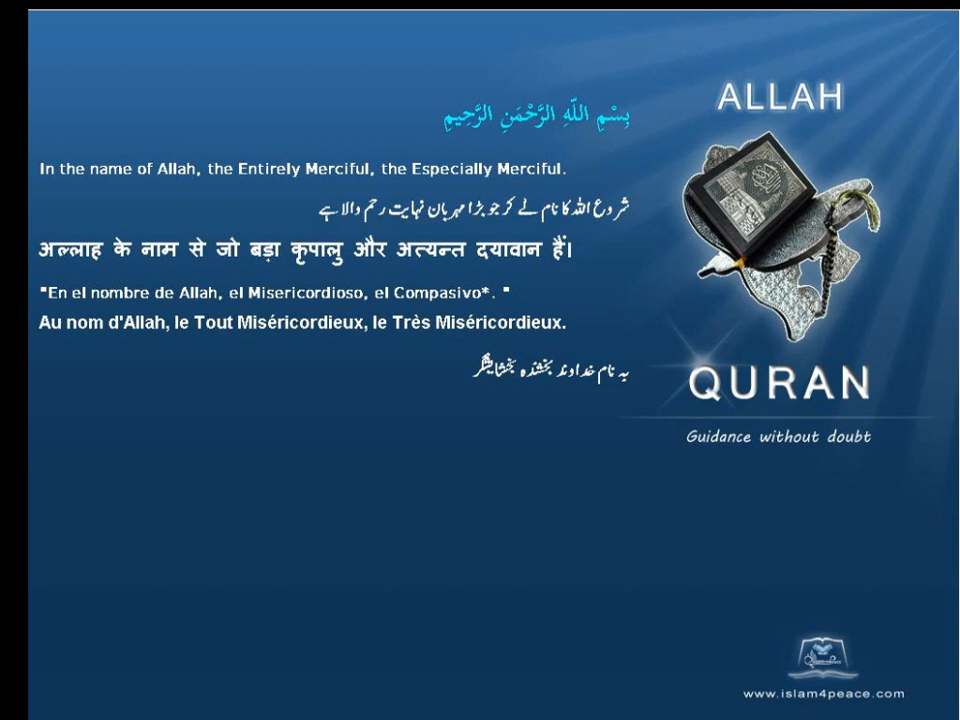 بِسْمِ اللّهِ الرَّحْمَنِ الرَّحِيمِ
In the name of Allah, the Entirely Merciful, the Especially Merciful.
شروع الله کا نام لے کر جو بڑا مہربان نہایت رحم والا ہے
अल्लाह के नाम से जो बड़ा कृपालु और अत्यन्त दयावान हैं।
"En el nombre de Allah, el Misericordioso, el Compasivo*. "
Au nom d'Allah, le Tout Miséricordieux, le Très Miséricordieux.
به نام خداوند بخشنده بخشایشگر
ALLAH
QURAN
Guidance without doubt
www.islam4peace.com